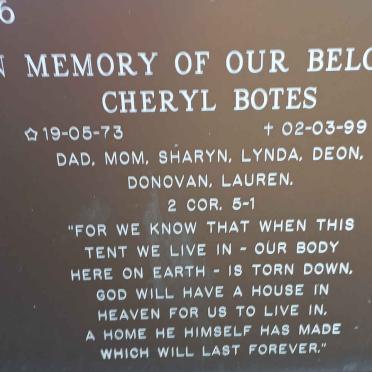 6
N MEMORY OF OUR BELO
CHERYL BOTES
☆ 19-05-73 ✝ 02-03-99
DAD, MOM, SHARYN, LYNDA, DEON,
DONOVAN, LAUREN.
2 COR. 5-1
"FOR WE KNOW THAT WHEN THIS
TENT WE LIVE IN - OUR BODY
HERE ON EARTH - IS TORN DOWN,
GOD WILL HAVE A HOUSE IN
HEAVEN FOR US TO LIVE IN,
A HOME HE HIMSELF HAS MADE
WHICH WILL LAST FOREVER."